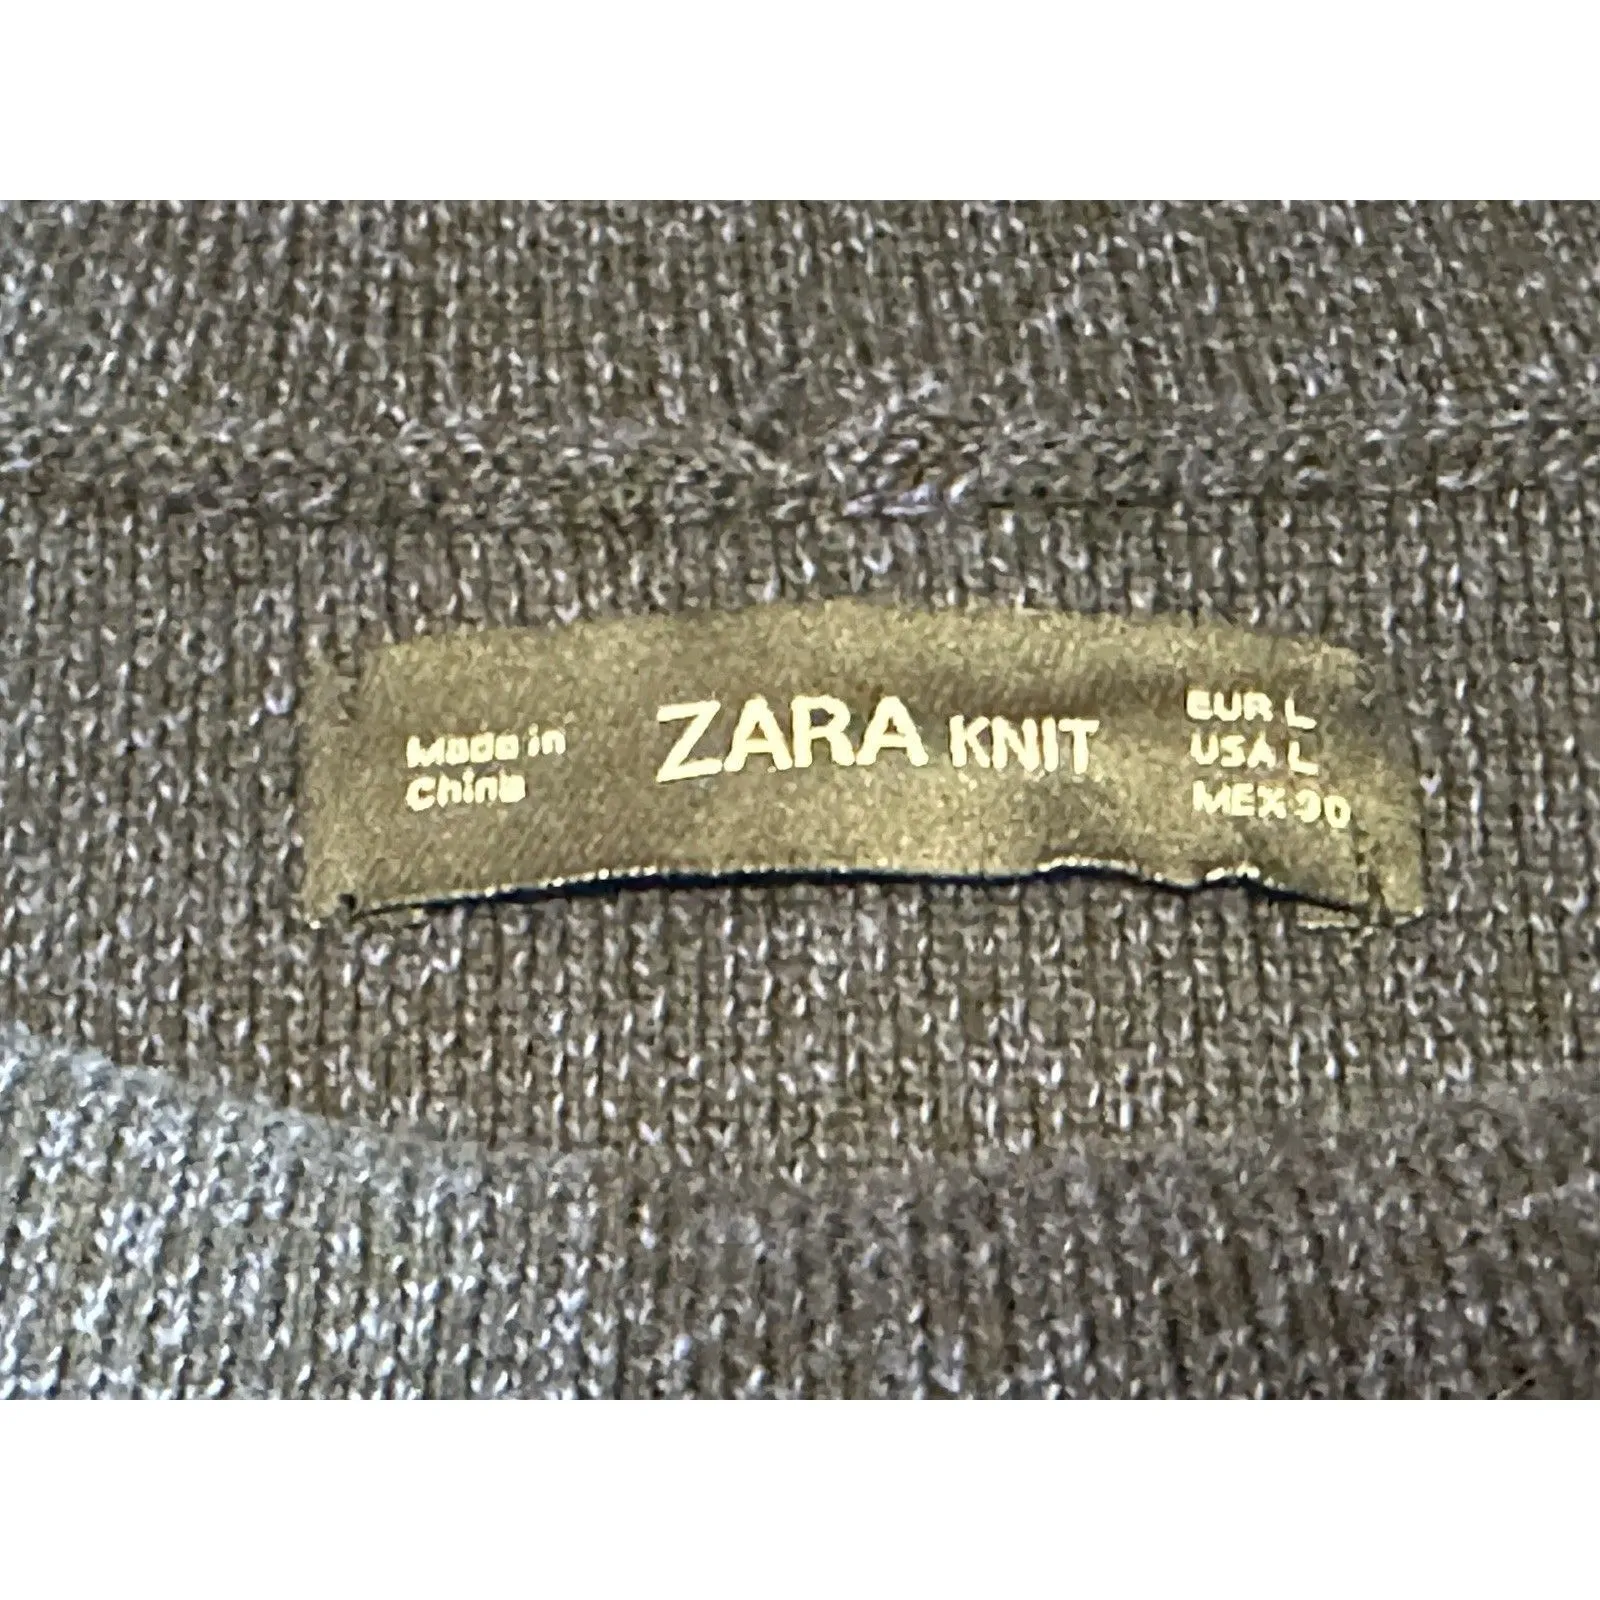 Made in
China
ZARA KNIT
EUR L
USA L
MEX 30